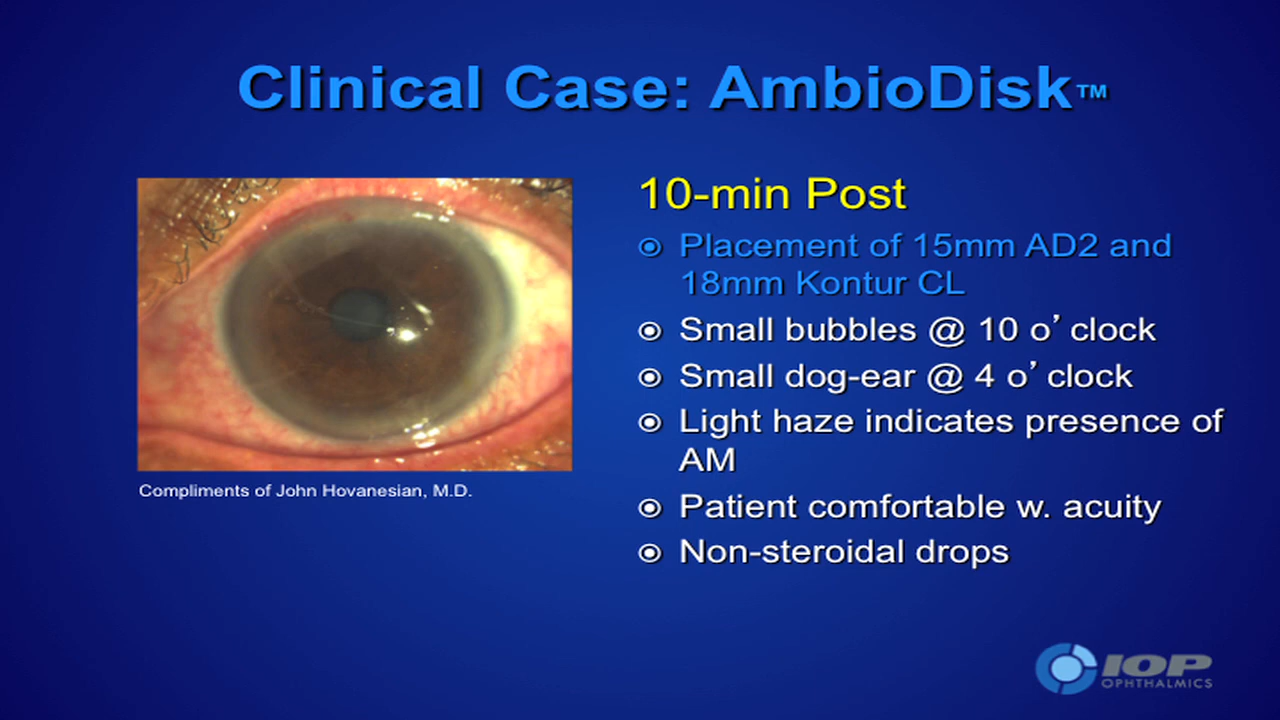 Clinical Case: AmbioDisk™
10-min Post
Placement of 15mm AD2 and
18mm Kontur CL
Small bubbles @ 10 o’ clock
Small dog-ear @ 4 o’ clock
Light haze indicates presence of
AM
Patient comfortable w. acuity
Non-steroidal drops
Compliments of John Hovanesian, M.D.
IOP
OPHTHALMICS